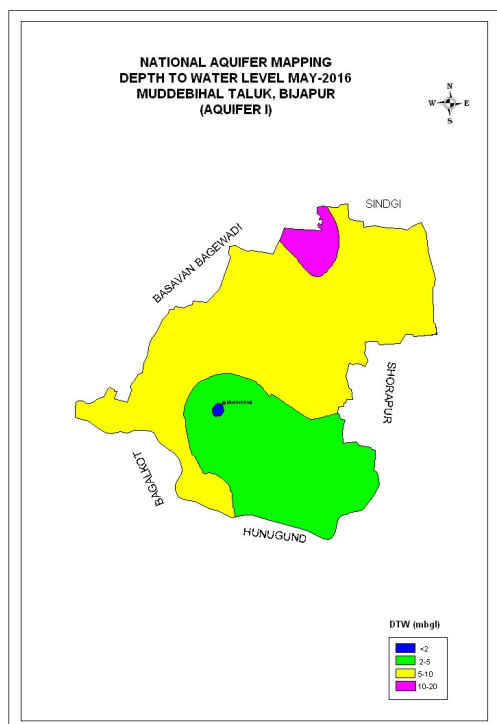 NATIONAL AQUIFER MAPPING
DEPTH TO WATER LEVEL MAY-2016
MUDDEBIHAL TALUK, BIJAPUR
(AQUIFER I)
N
W E
S
SINDGI
BASAVAN BAGEWADI
SHORAPUR
Muddebihal
BAGALKOT
HUNUGUND
DTW (mbgl)
<2
2-5
5-10
10-20